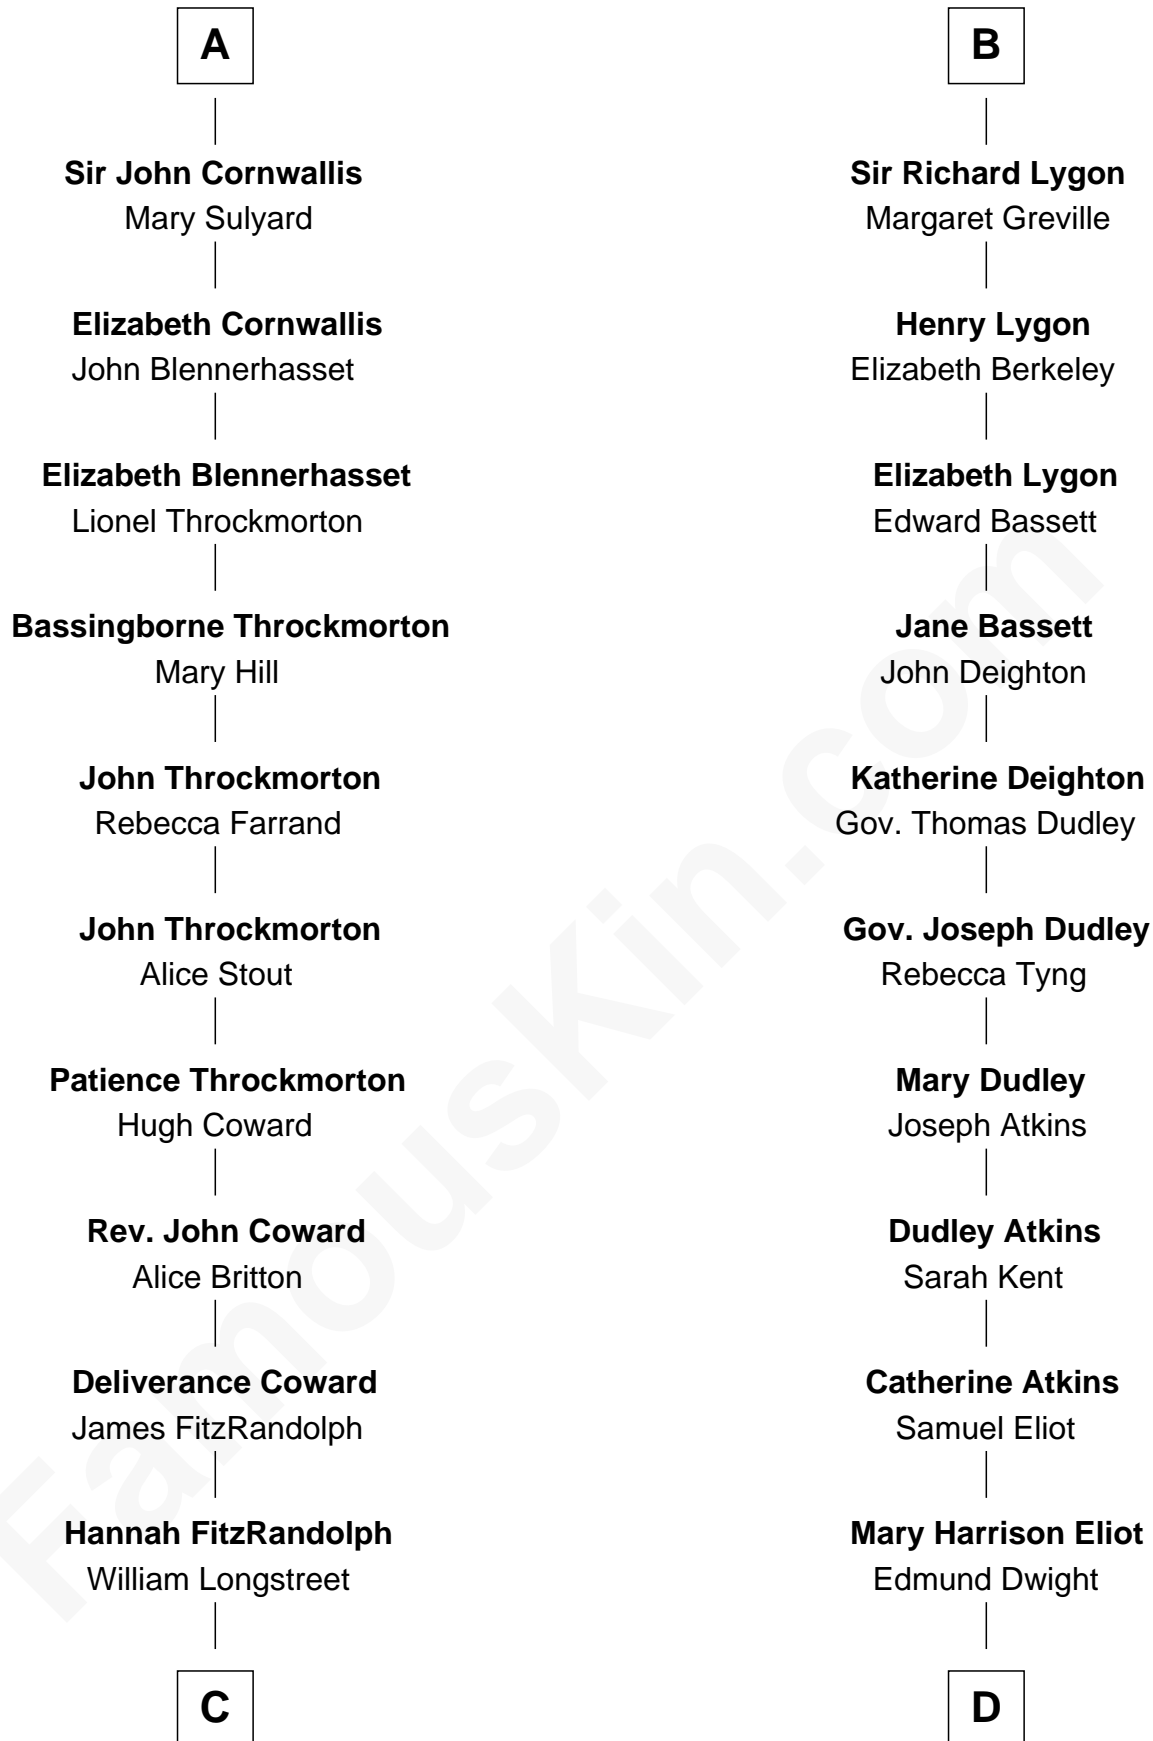 A
Sir John Cornwallis
Mary Sulyard
Elizabeth Cornwallis
John Blennerhasset
Elizabeth Blennerhasset
Lionel Throckmorton
Bassingborne Throckmorton
Mary Hill
John Throckmorton
Rebecca Farrand
John Throckmorton
Alice Stout
Patience Throckmorton
Hugh Coward
Rev. John Coward
Alice Britton
Deliverance Coward
James FitzRandolph
Hannah FitzRandolph
William Longstreet
C
B
Sir Richard Lygon
Margaret Greville
Henry Lygon
Elizabeth Berkeley
Elizabeth Lygon
Edward Bassett
Jane Bassett
John Deighton
Katherine Deighton
Gov. Thomas Dudley
Gov. Joseph Dudley
Rebecca Tyng
Mary Dudley
Joseph Atkins
Dudley Atkins
Sarah Kent
Catherine Atkins
Samuel Eliot
Mary Harrison Eliot
Edmund Dwight
D
FamousKin.com